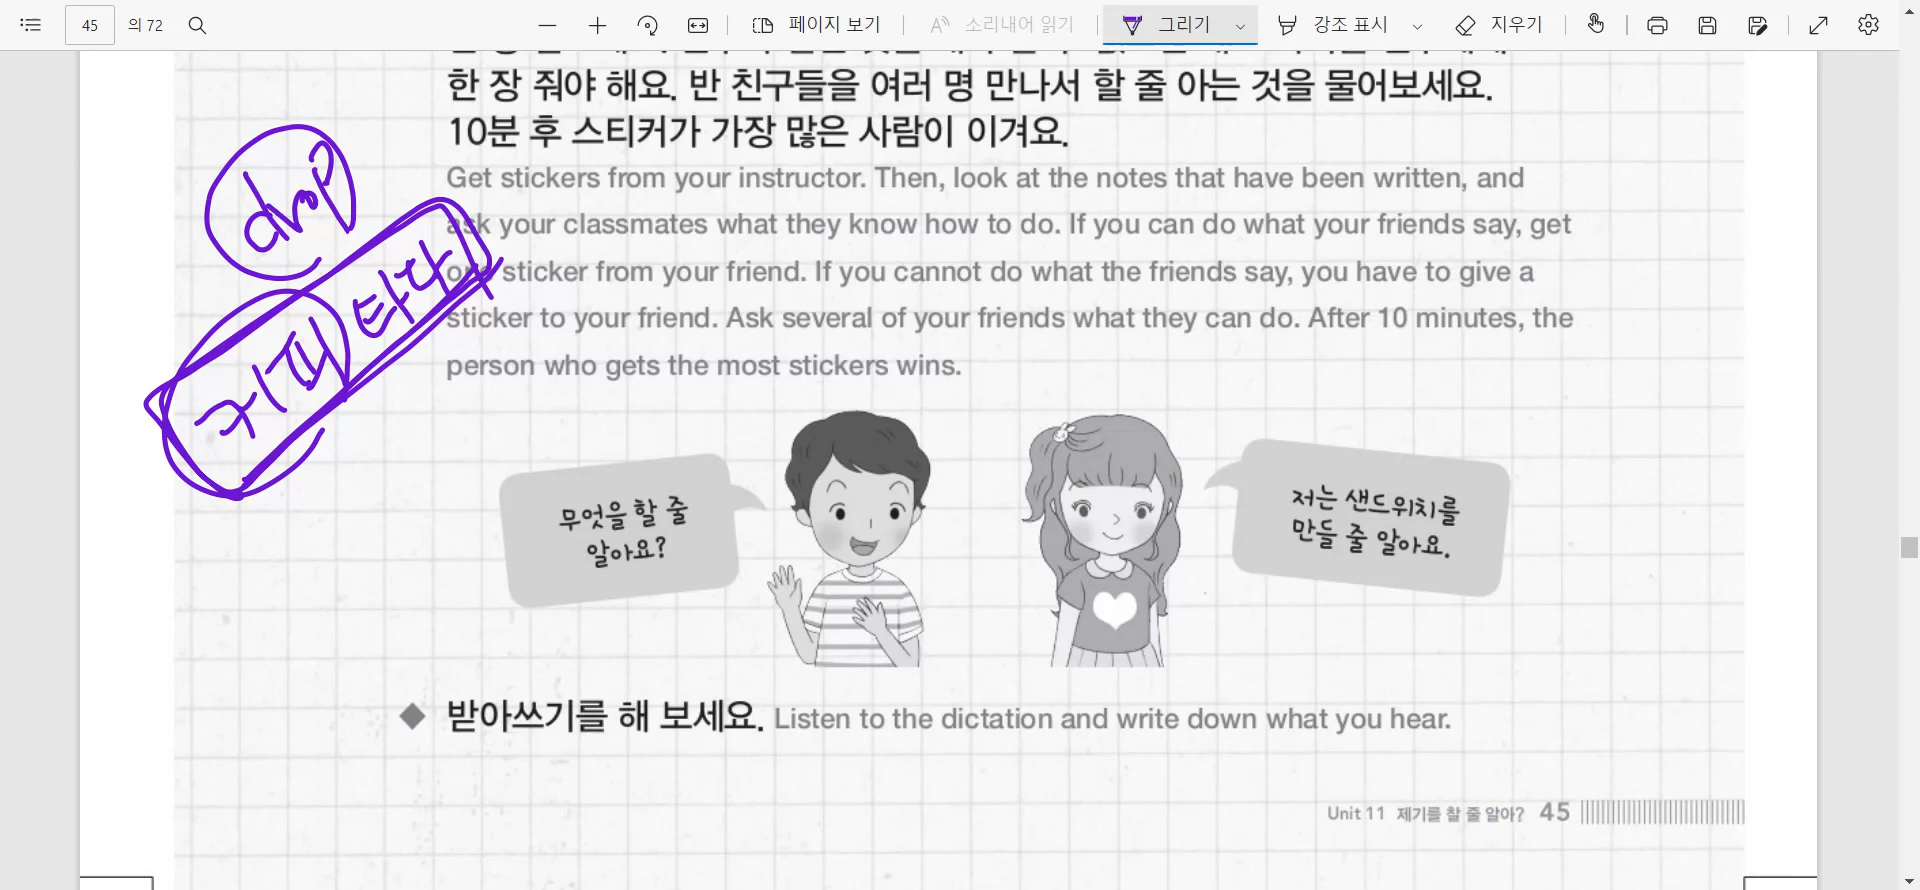 45 의 72 페이지 보기 소리내어 읽기 그리기 강조 표시 지우기
한 장 줘야 해요. 반 친구들을 여러 명 만나서 할 줄 아는 것을 물어보세요.
10분 후 스티커가 가장 많은 사람이 이겨요.
Get stickers from your instructor. Then, look at the notes that have been written, and
ask your classmates what they know how to do. If you can do what your friends say, get
one sticker from your friend. If you cannot do what the friends say, you have to give a
sticker to your friend. Ask several of your friends what they can do. After 10 minutes, the
person who gets the most stickers wins.
창피
무엇을 할 줄
알아요?
저는 샌드위치를
만들 줄 알아요.
받아쓰기를 해 보세요. Listen to the dictation and write down what you hear.
Unit 11 제기를 찰 줄 알아? 45